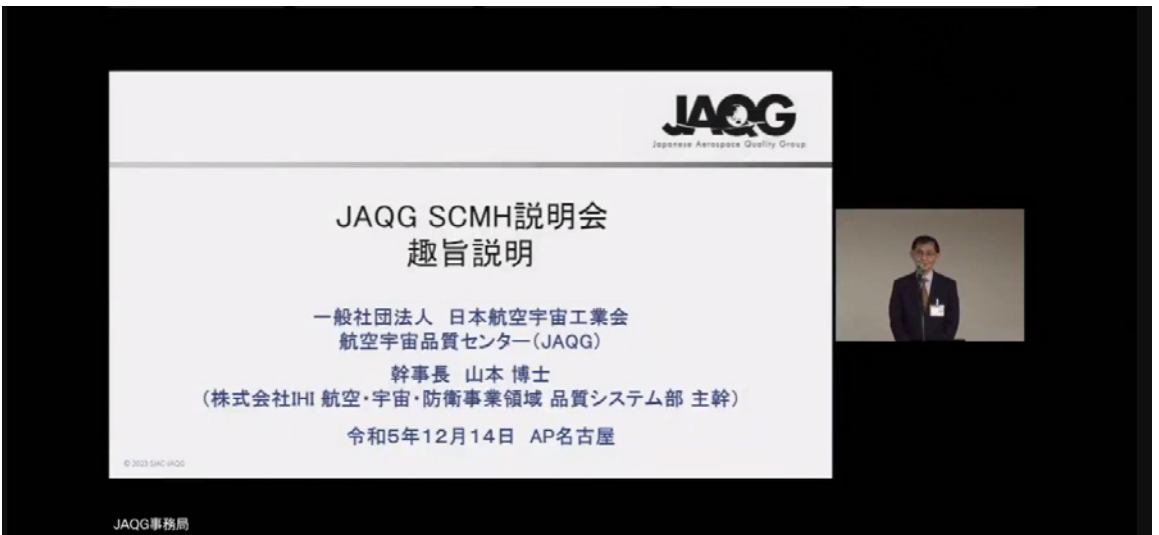 JAQG
Japanese Aerospace Quality Group
JAQG SCMH説明会
趣旨説明
一般社団法人　日本航空宇宙工業会
航空宇宙品質センター（JAQG）
幹事長　山本 博士
（株式会社IHI 航空・宇宙・防衛事業領域 品質システム部 主幹）
令和5年12月14日　AP名古屋
© 2023 SJAC-JAQG
JAQG事務局